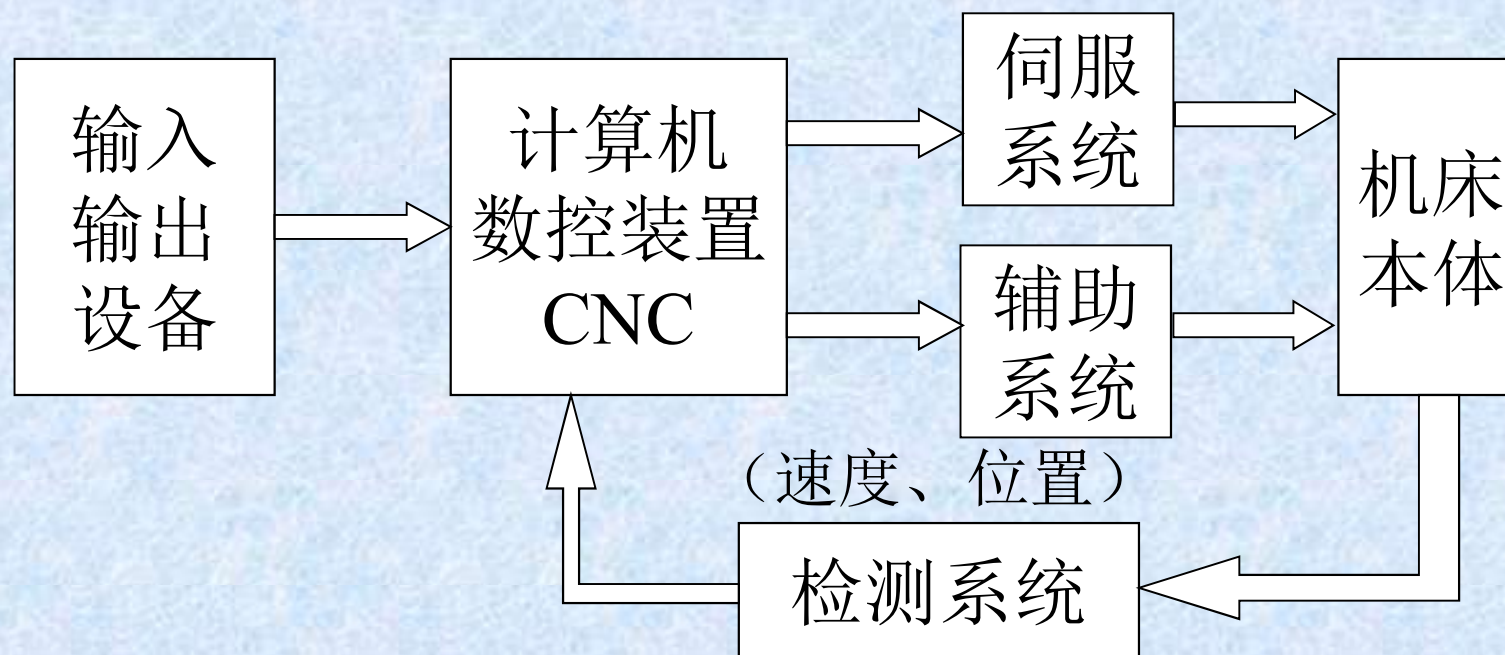 输入
输出
设备
计算机
数控装置
CNC
伺服
系统
辅助
系统
机床
本体
（速度、位置）
检测系统